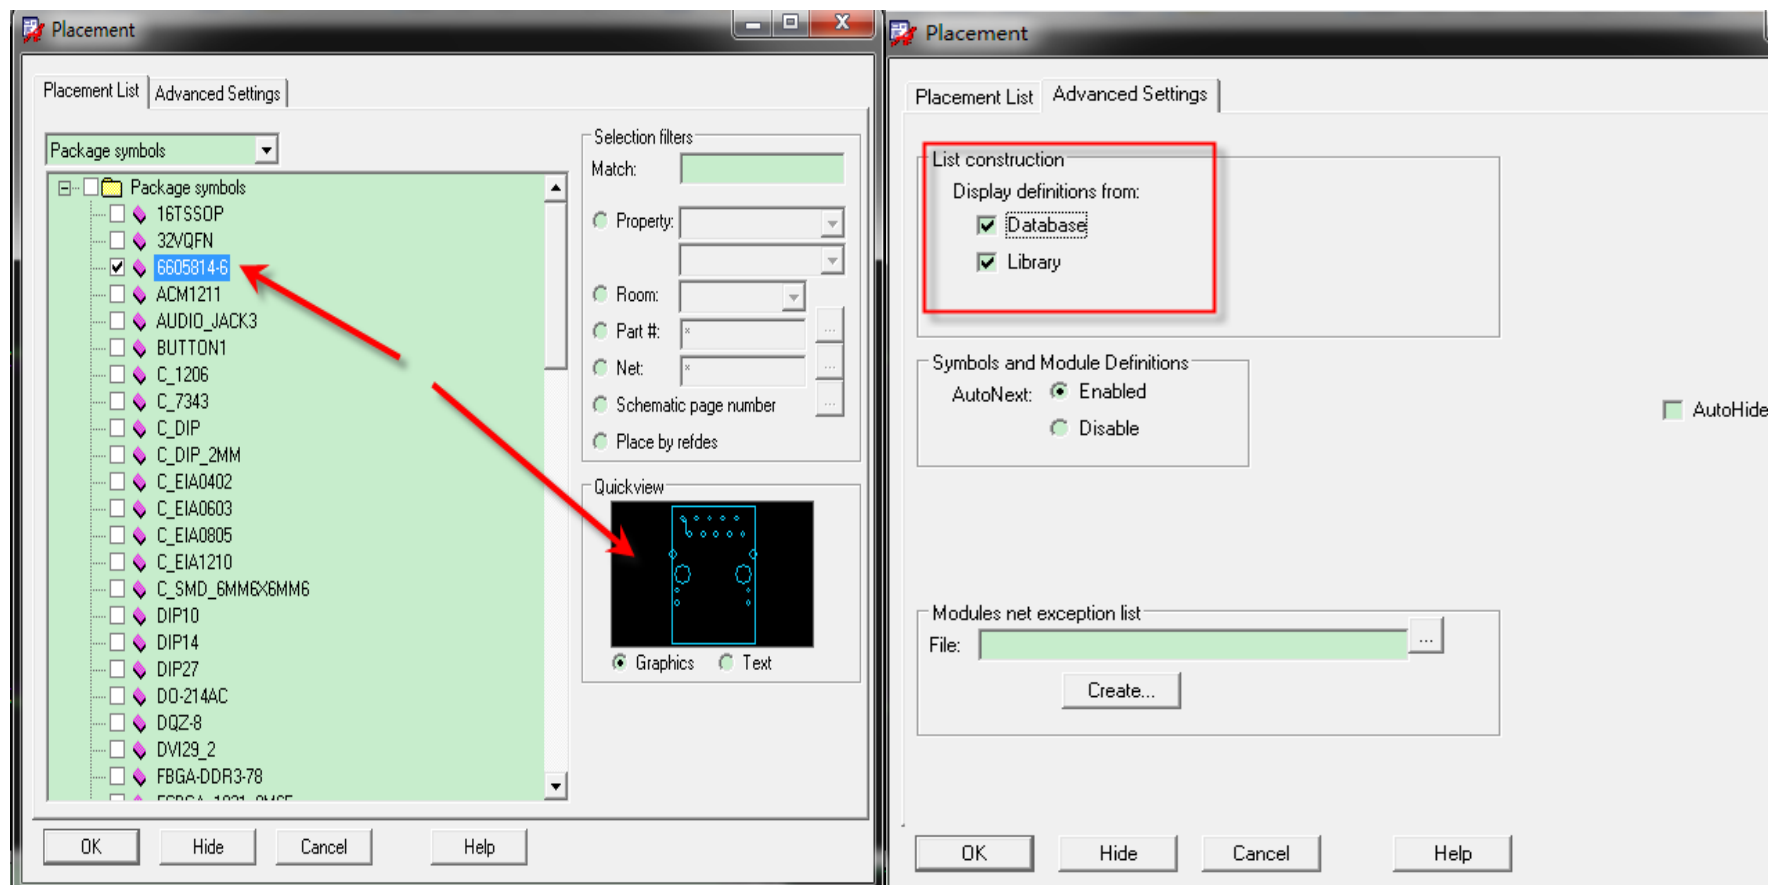 Placement
Placement List
Advanced Settings
Package symbols
Package symbols
16TSSOP
32VQFN
6605814-6
ACM1211
AUDIO_JACK3
BUTTON1
C_1206
C_7343
C_DIP
C_DIP_2MM
C_EIA0402
C_EIA0603
C_EIA0805
C_EIA1210
C_SMD_6MM6X6MM6
DIP10
DIP14
DIP27
DO-214AC
DQZ-8
DVI29_2
FBGA-DDR3-78
Selection filters
Match:
Property:
Room:
Part #: * ...
Net: * ...
Schematic page number ...
Place by refdes
Quickview
Graphics Text
OK Hide Cancel Help
Placement
Placement List
Advanced Settings
List construction
Display definitions from:
Database
Library
Symbols and Module Definitions
AutoNext: Enabled
Disable
AutoHide
Modules net exception list
File: ...
Create...
OK Hide Cancel Help